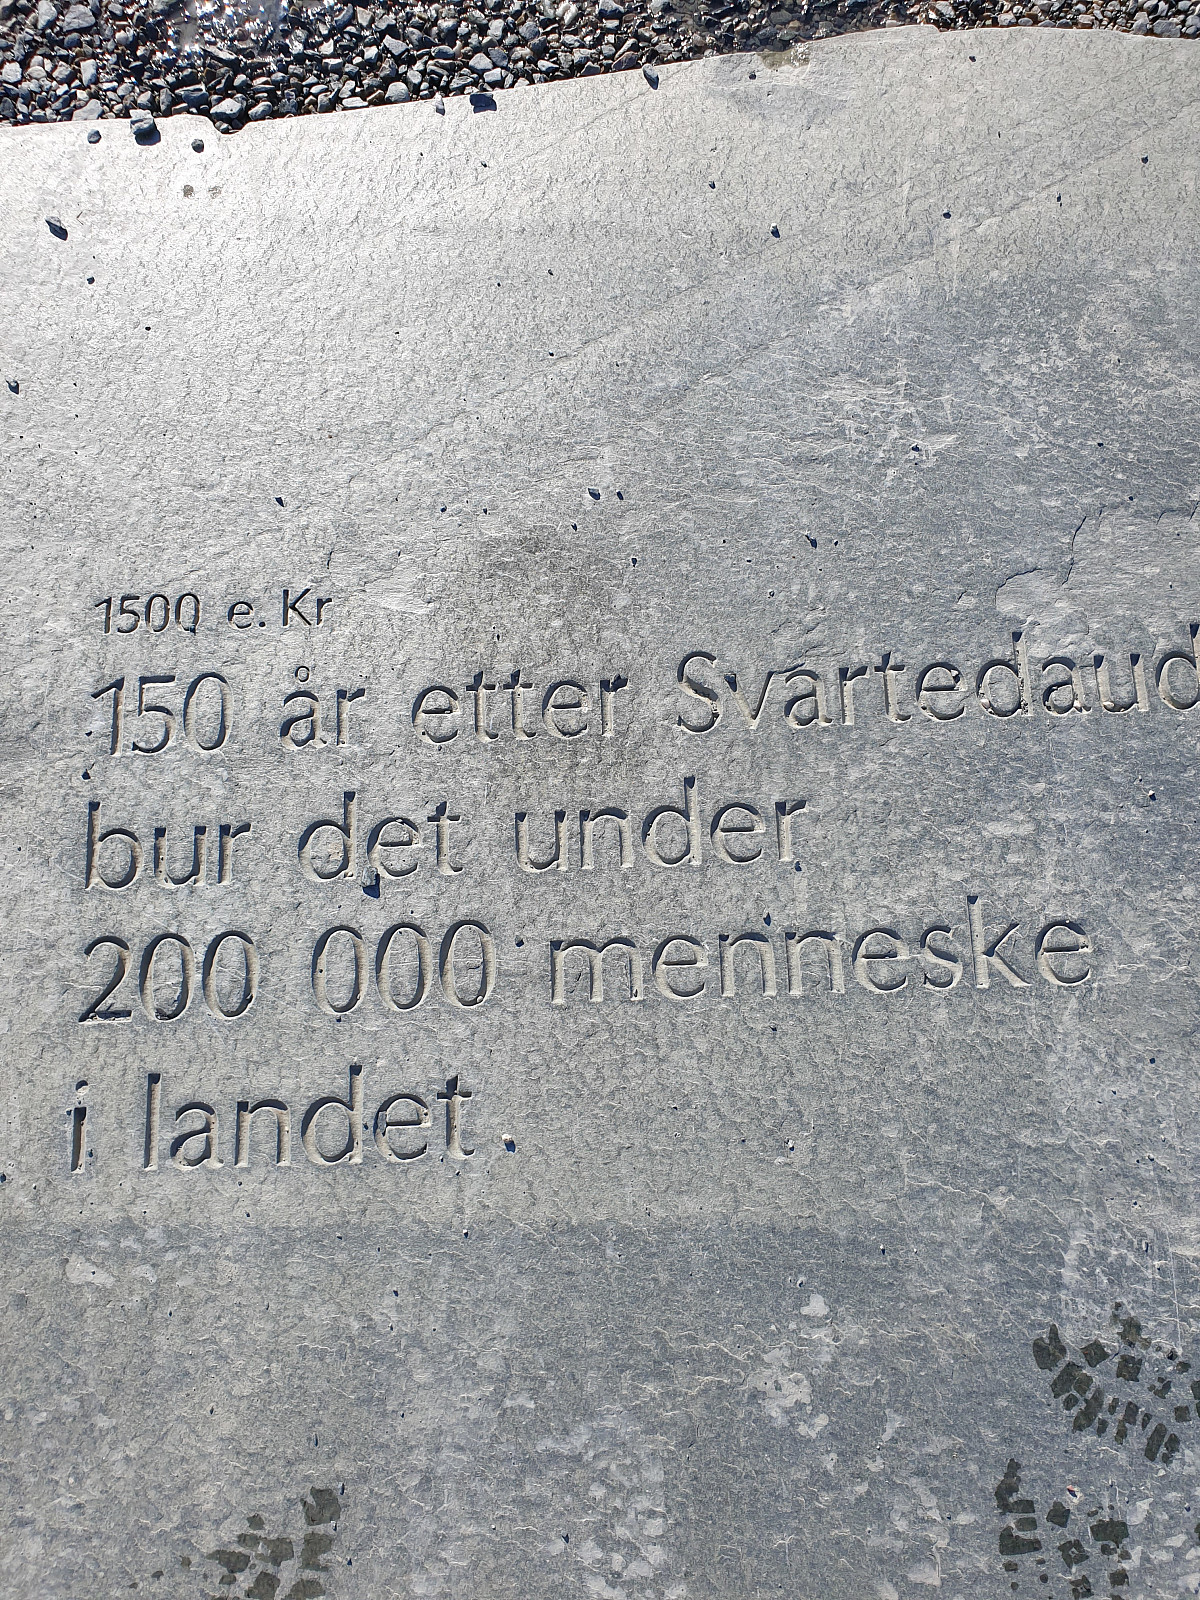 1500 e. Kr
150 år etter Svartedaud
bur det under
200 000 menneske
i landet